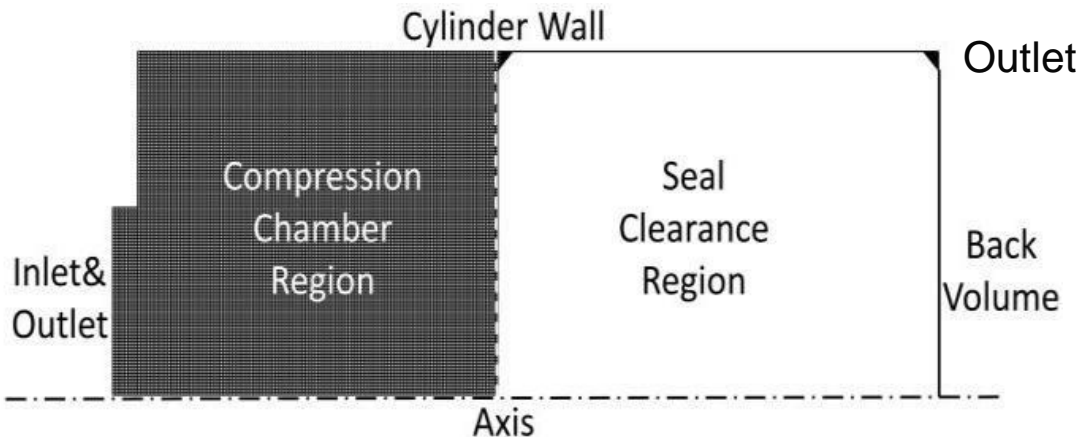 Cylinder Wall
Outlet
Compression
Chamber
Region
Seal
Clearance
Region
Inlet&
Outlet
Back
Volume
Axis